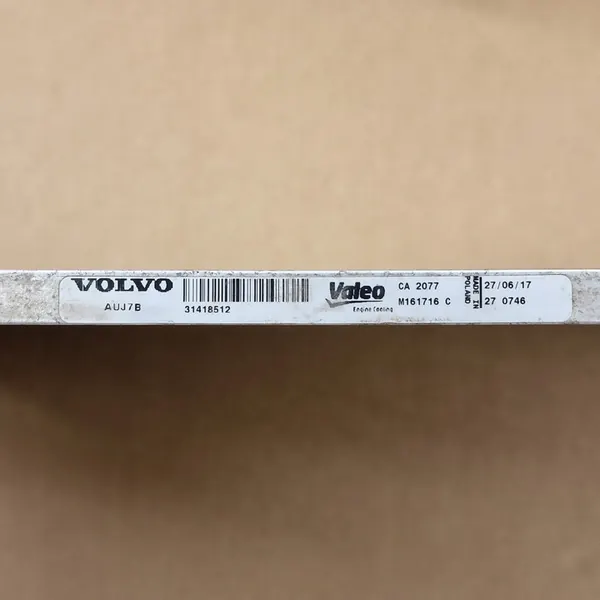 VOLVO
AUJ7B
31418512
Valeo
Engine Cooling
CA 2077
M161716 C
MADE IN
POLAND
27/06/17
27 0746